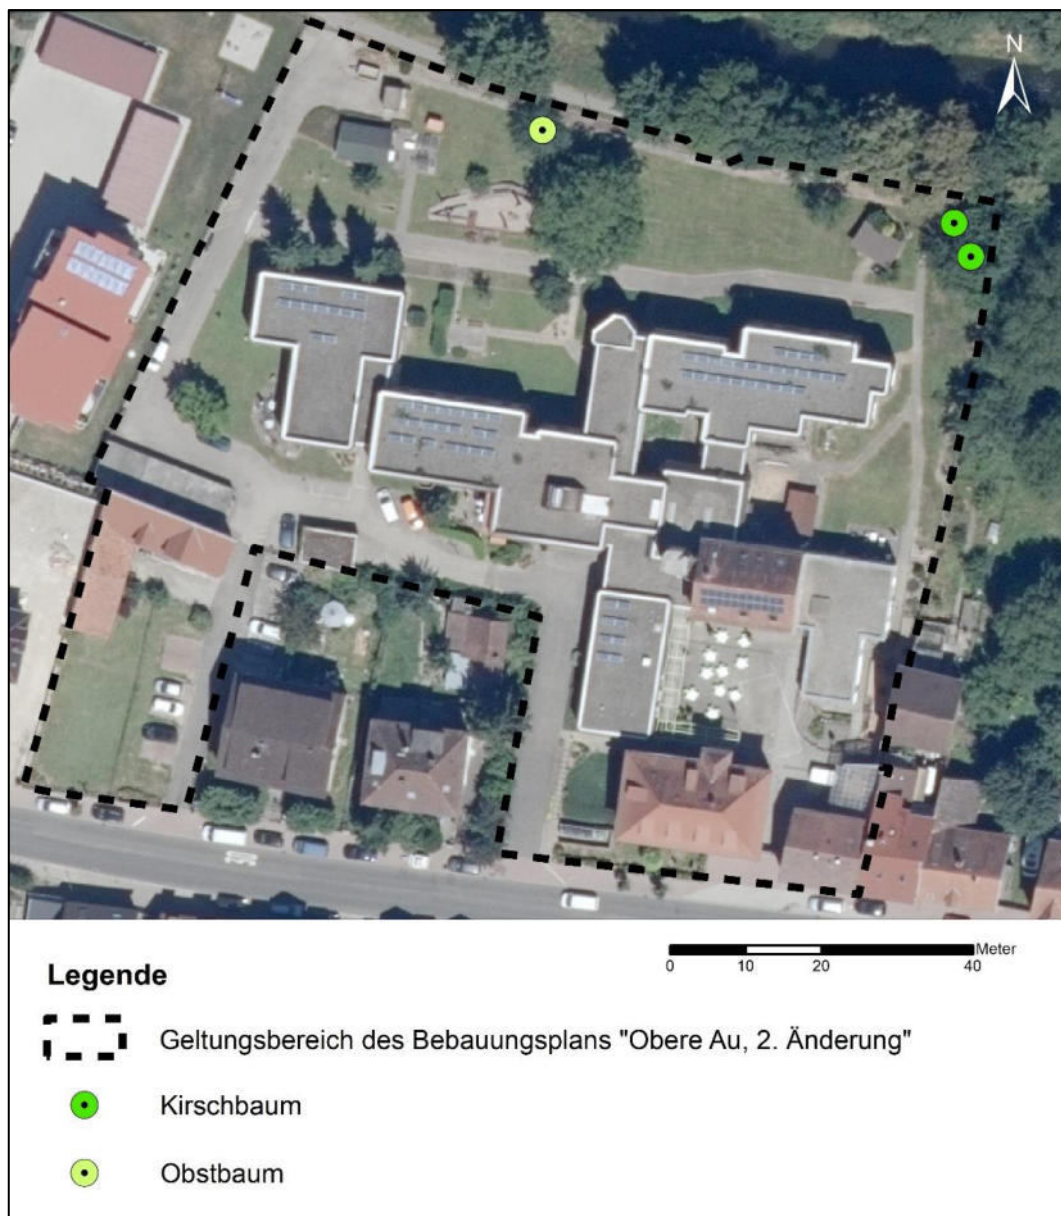 N
Legende
Meter
0 10 20 40
Geltungsbereich des Bebauungsplans "Obere Au, 2. Änderung"
Kirschbaum
Obstbaum